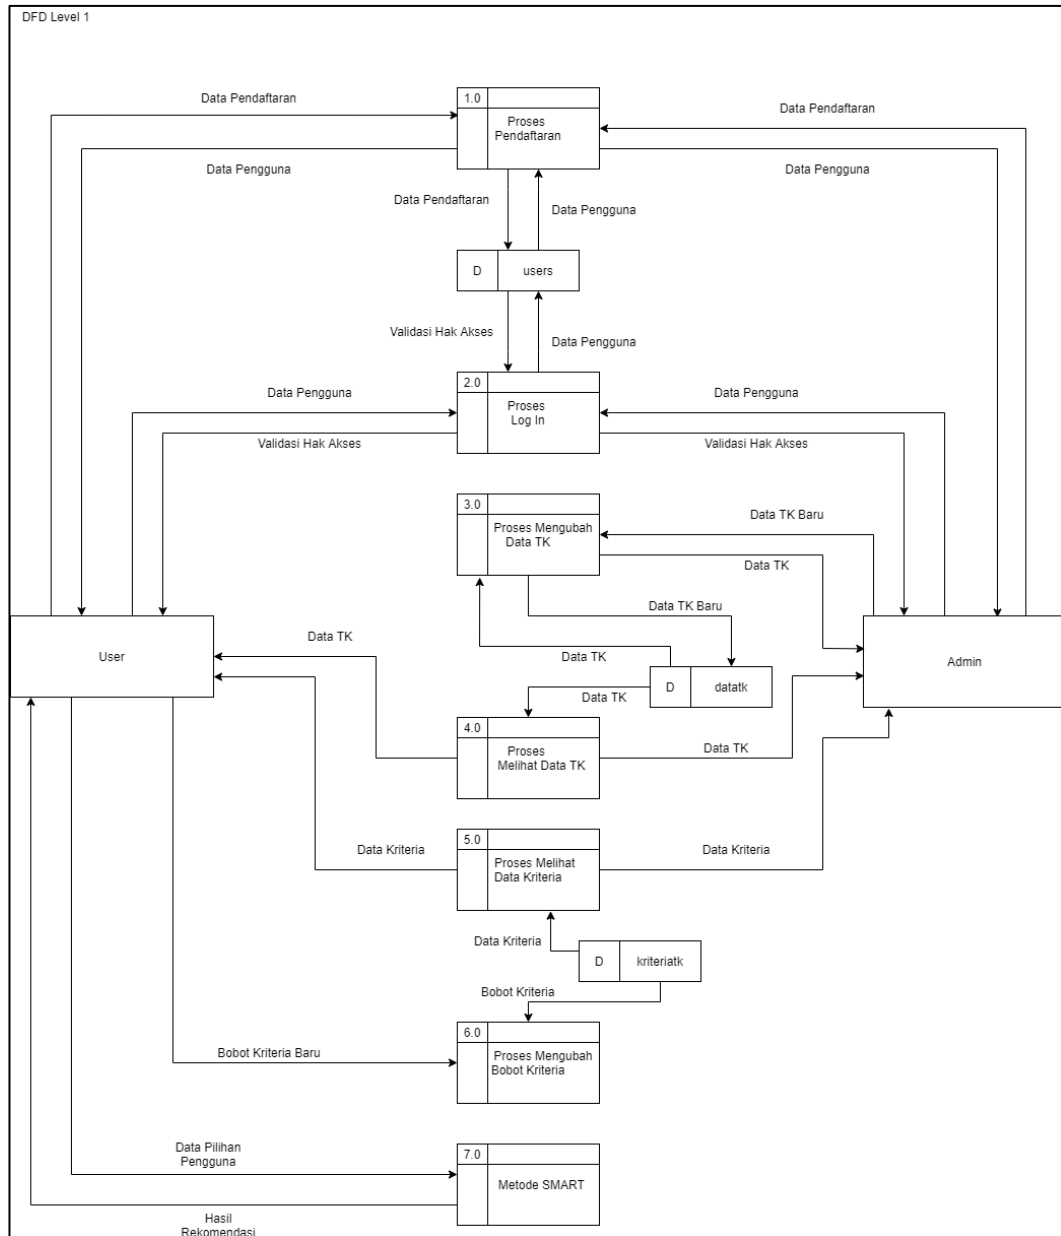 DFD Level 1
Data Pendaftaran
1.0
Data Pendaftaran
Proses
Pendaftaran
Data Pengguna
Data Pengguna
Data Pendaftaran
Data Pengguna
D
users
Validasi Hak Akses
Data Pengguna
2.0
Data Pengguna
Data Pengguna
Proses
Log In
Validasi Hak Akses
Validasi Hak Akses
3.0
Data TK Baru
Proses Mengubah
Data TK
Data TK
Data TK Baru
Data TK
User
Data TK
Admin
D
datatk
Data TK
4.0
Proses
Melihat Data TK
Data TK
5.0
Data Kriteria
Data Kriteria
Proses Melihat
Data Kriteria
Data Kriteria
D
kriteriatk
Bobot Kriteria
6.0
Bobot Kriteria Baru
Proses Mengubah
Bobot Kriteria
Data Pilihan
Pengguna
7.0
Metode SMART
Hasil
Rekomendasi